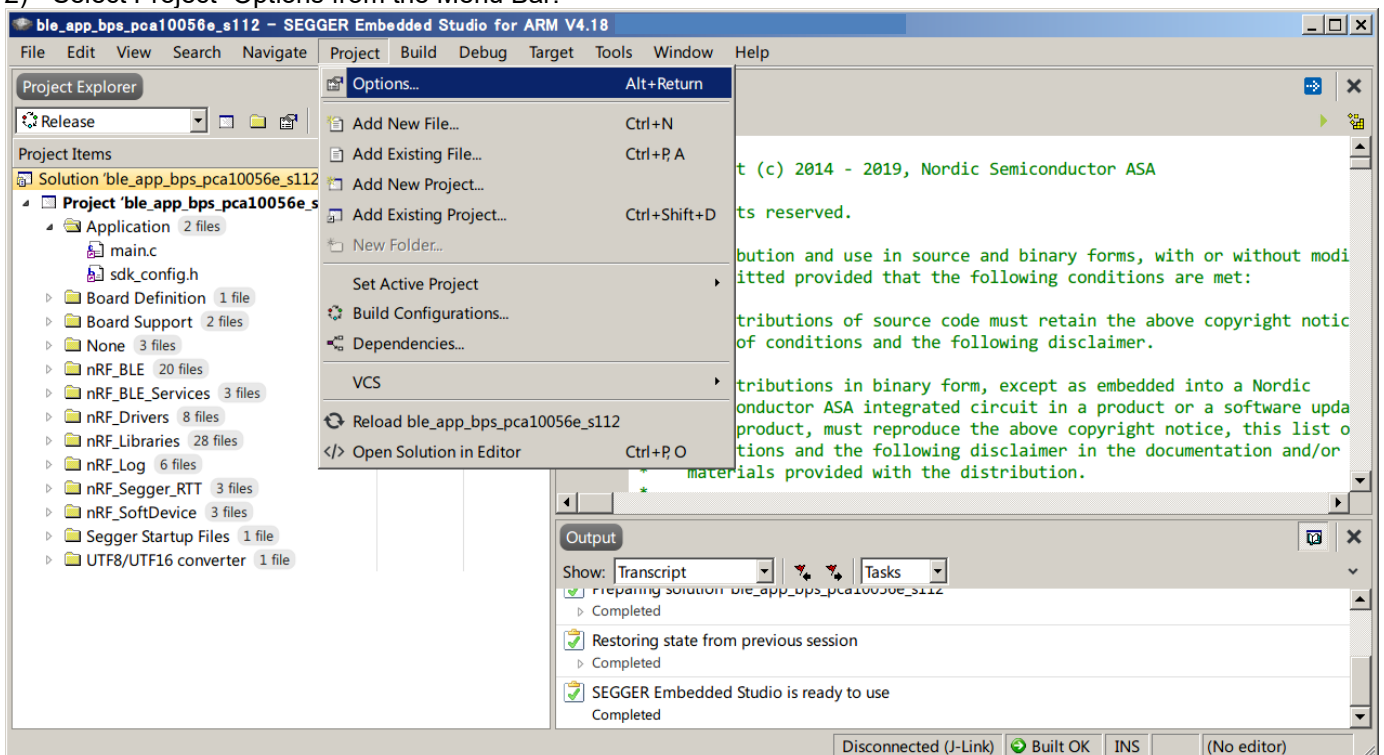 2) Select Project- Options from the Menu Bar.
ble_app_bps_pca10056e_s112 - SEGGER Embedded Studio for ARM V4.18
File Edit View Search Navigate Project Build Debug Target Tools Window Help
Project Explorer
Release
Project Items
Solution 'ble_app_bps_pca10056e_s112
Project 'ble_app_bps_pca10056e_s
Application 2 files
main.c
sdk_config.h
Board Definition 1 file
Board Support 2 files
None 3 files
nRF_BLE 20 files
nRF_BLE_Services 3 files
nRF_Drivers 8 files
nRF_Libraries 28 files
nRF_Log 6 files
nRF_Segger_RTT 3 files
nRF_SoftDevice 3 files
Segger Startup Files 1 file
UTF8/UTF16 converter 1 file
Options... Alt+Return
Add New File... Ctrl+N
Add Existing File... Ctrl+P, A
Add New Project...
Add Existing Project... Ctrl+Shift+D
New Folder...
Set Active Project
Build Configurations...
Dependencies...
VCS
Reload ble_app_bps_pca10056e_s112
Open Solution in Editor Ctrl+P, O
t (c) 2014 - 2019, Nordic Semiconductor ASA
ts reserved.
bution and use in source and binary forms, with or without modi
itted provided that the following conditions are met:
tributions of source code must retain the above copyright notic
of conditions and the following disclaimer.
tributions in binary form, except as embedded into a Nordic
onductor ASA integrated circuit in a product or a software upda
product, must reproduce the above copyright notice, this list o
tions and the following disclaimer in the documentation and/or
* materials provided with the distribution.
*
Output
Show: Transcript Tasks
Preparing solution ble_app_bps_pca10056e_s112
Completed
Restoring state from previous session
Completed
SEGGER Embedded Studio is ready to use
Completed
Disconnected (J-Link) Built OK INS (No editor)